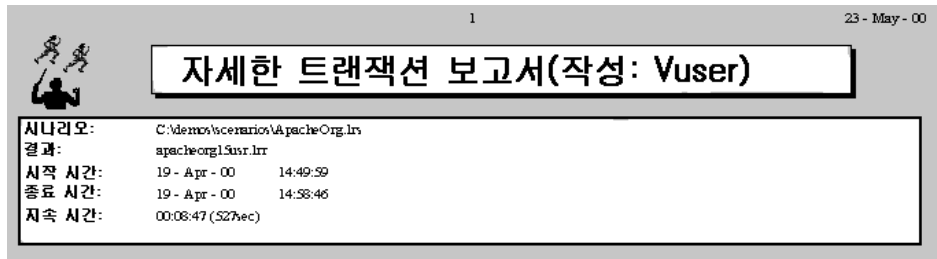 1
23 - May - 00
자세한 트랜잭션 보고서(작성: Vuser)
시나리오: C:\demos\scenarios\ApacheOrg.lrs
결과: apacheorg15usr.lrr
시작 시간: 19 - Apr - 00 14:49:59
종료 시간: 19 - Apr - 00 14:58:46
지속 시간: 00:08:47 (527sec)